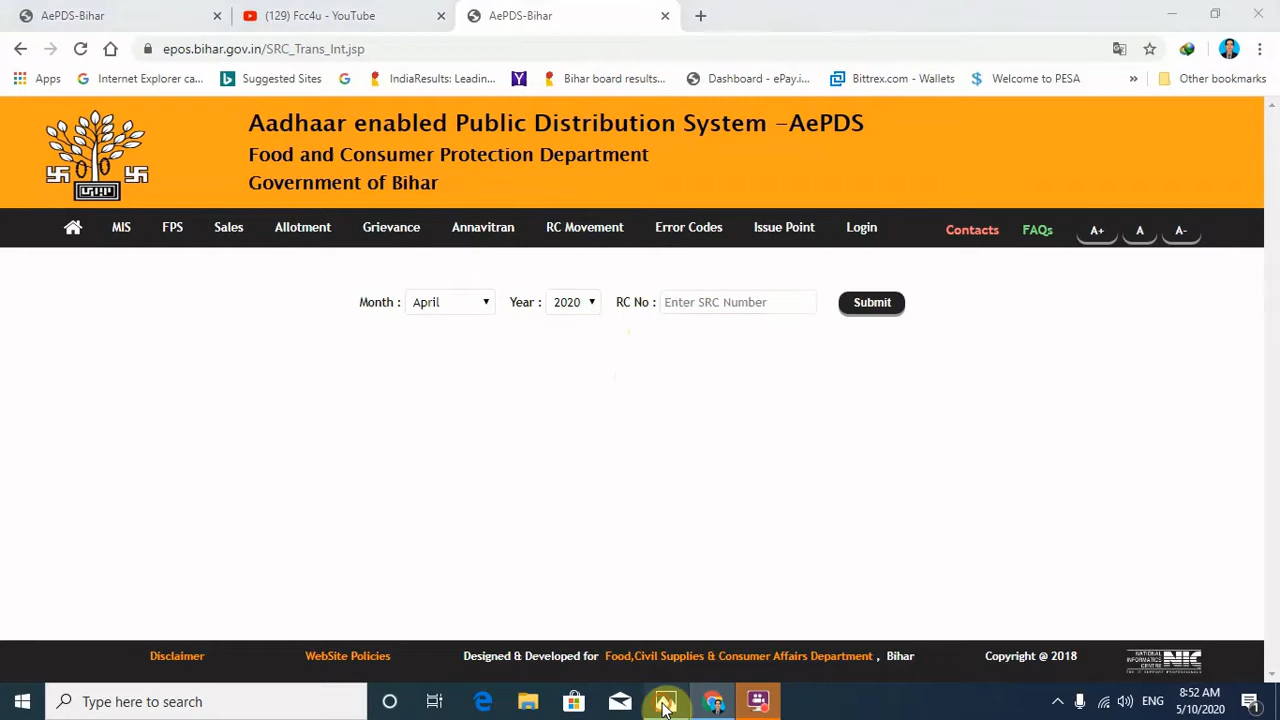 AePDS-Bihar
(129) Fcc4u - YouTube
AePDS-Bihar
epos.bihar.gov.in/SRC_Trans_Int.jsp
Apps
Internet Explorer ca...
Suggested Sites
IndiaResults: Leadin...
Bihar board results...
Dashboard - ePay.i...
Bittrex.com - Wallets
Welcome to PESA
»
Other bookmarks
Aadhaar enabled Public Distribution System -AePDS
Food and Consumer Protection Department
Government of Bihar
MIS FPS Sales Allotment Grievance Annavitran RC Movement Error Codes Issue Point Login Contacts FAQs A+ A A-
Month : April Year : 2020 RC No : Enter SRC Number Submit
Disclaimer WebSite Policies Designed & Developed for Food,Civil Supplies & Consumer Affairs Department , Bihar Copyright @ 2018
NATIONAL INFORMATICS CENTRE NIC
Type here to search
ENG
8:52 AM
5/10/2020
1